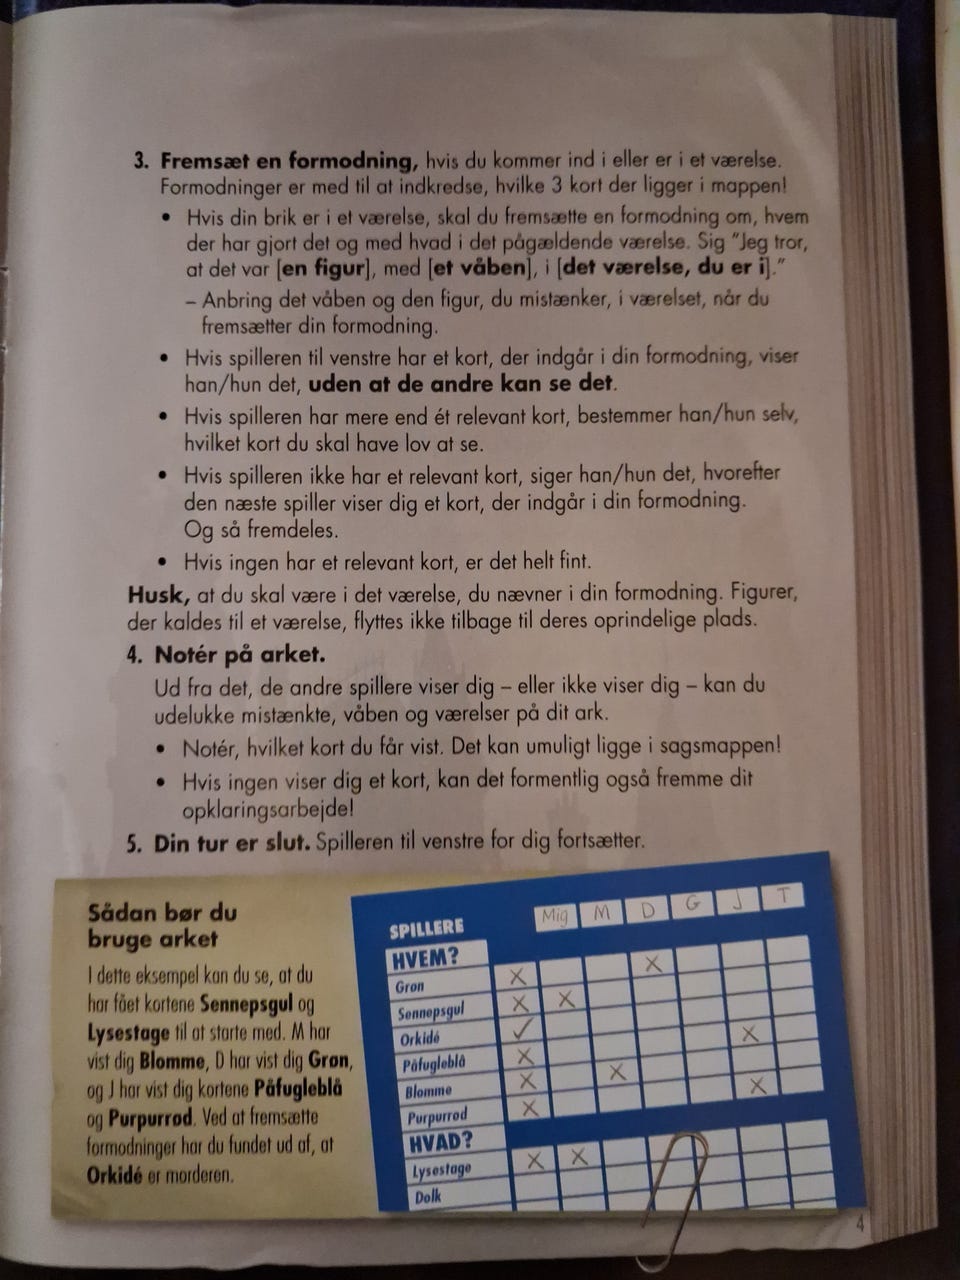 3. Fremsæt en formodning, hvis du kommer ind i eller er i et værelse.
Formodninger er med til at indkredse, hvilke 3 kort der ligger i mappen!
• Hvis din brik er i et værelse, skal du fremsætte en formodning om, hvem
der har gjort det og med hvad i det pågældende værelse. Sig "Jeg tror,
at det var [en figur], med [et våben], i [det værelse, du er i]."
– Anbring det våben og den figur, du mistænker, i værelset, når du
fremsætter din formodning.
• Hvis spilleren til venstre har et kort, der indgår i din formodning, viser
han/hun det, uden at de andre kan se det.
• Hvis spilleren har mere end ét relevant kort, bestemmer han/hun selv,
hvilket kort du skal have lov at se.
• Hvis spilleren ikke har et relevant kort, siger han/hun det, hvorefter
den næste spiller viser dig et kort, der indgår i din formodning.
Og så fremdeles.
• Hvis ingen har et relevant kort, er det helt fint.
Husk, at du skal være i det værelse, du nævner i din formodning. Figurer,
der kaldes til et værelse, flyttes ikke tilbage til deres oprindelige plads.
4. Notér på arket.
Ud fra det, de andre spillere viser dig – eller ikke viser dig – kan du
udelukke mistænkte, våben og værelser på dit ark.
• Notér, hvilket kort du får vist. Det kan umuligt ligge i sagsmappen!
• Hvis ingen viser dig et kort, kan det formentlig også fremme dit
opklaringsarbejde!
5. Din tur er slut. Spilleren til venstre for dig fortsætter.
Sådan bør du
bruge arket
I dette eksempel kan du se, at du
har fået kortene Sennepsgul og
Lysestage til at starte med. M har
vist dig Blomme, D har vist dig Grøn,
og J har vist dig kortene Påfugleblå
og Purpurrød. Ved at fremsætte
formodninger har du fundet ud af, at
Orkidé er morderen.
SPILLERE Mig M D G J T
HVEM?
Grøn X X
Sennepsgul X X
Orkidé ✓
Påfugleblå X X
Blomme X X
Purpurrød X X
HVAD?
Lysestage X X
Dolk
4